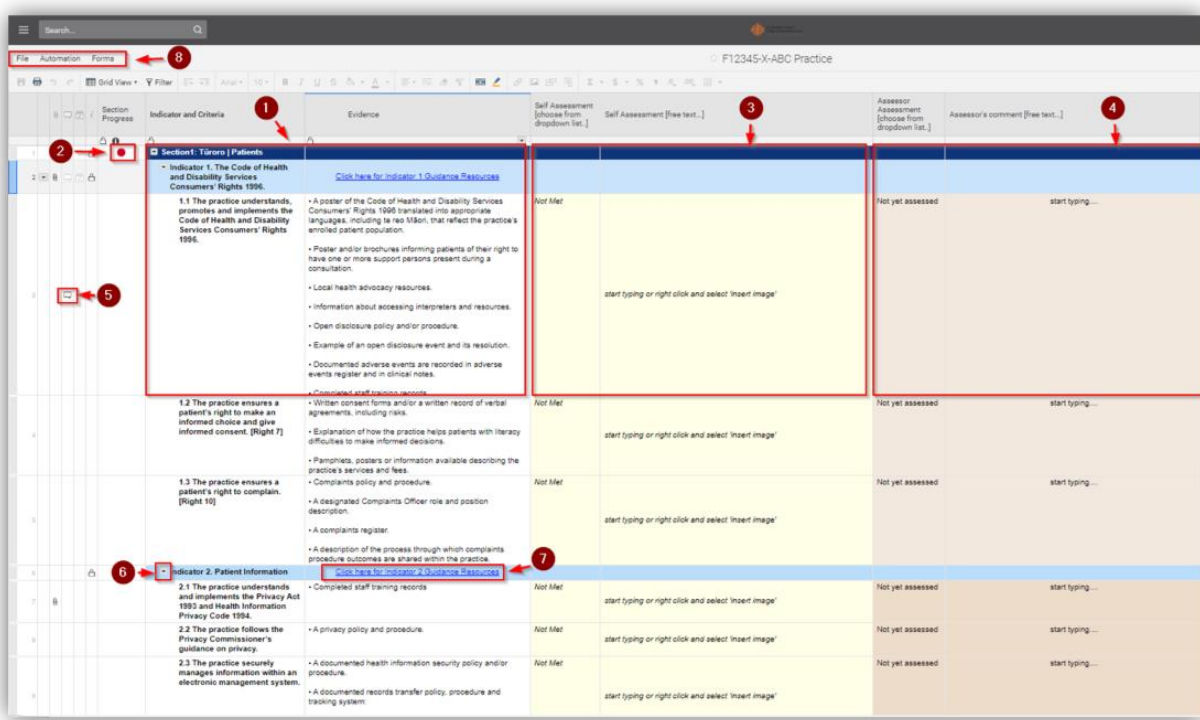 Search...
File Automation Forms
8
F12345-X-ABC Practice
Grid View
Filter
Arial
10
B I U S A
Section Progress
Indicator and Criteria
Evidence
Self Assessment [choose from dropdown list..]
Self Assessment [free text...]
Assessor Assessment [choose from dropdown list..]
Assessor's comment [free text...]
1
3
4
2
Section1: Tūroro | Patients
2
Indicator 1. The Code of Health
and Disability Services
Consumers' Rights 1996.
Click here for Indicator 1 Guidance Resources
1.1 The practice understands,
promotes and implements the
Code of Health and Disability
Services Consumers' Rights
1996.
• A poster of the Code of Health and Disability Services
Consumers' Rights 1996 translated into appropriate
languages, including te reo Māori, that reflect the practice's
enrolled patient population.
• Poster and/or brochures informing patients of their right to
have one or more support persons present during a
consultation.
• Local health advocacy resources.
• Information about accessing interpreters and resources.
• Open disclosure policy and/or procedure.
• Example of an open disclosure event and its resolution.
• Documented adverse events are recorded in adverse
events register and in clinical notes.
• Completed staff training records
Not Met
start typing or right click and select 'insert image'
Not yet assessed
start typing....
5
1.2 The practice ensures a
patient's right to make an
informed choice and give
informed consent. [Right 7]
• Written consent forms and/or a written record of verbal
agreements, including risks.
• Explanation of how the practice helps patients with literacy
difficulties to make informed decisions.
• Pamphlets, posters or information available describing the
practice's services and fees.
Not Met
start typing or right click and select 'insert image'
Not yet assessed
start typing....
1.3 The practice ensures a
patient's right to complain.
[Right 10]
• Complaints policy and procedure.
• A designated Complaints Officer role and position
description.
• A complaints register.
• A description of the process through which complaints
procedure outcomes are shared within the practice.
Not Met
start typing or right click and select 'insert image'
Not yet assessed
start typing....
6
ndicator 2. Patient Information
Click here for Indicator 2 Guidance Resources
7
2.1 The practice understands
and implements the Privacy Act
1993 and Health Information
Privacy Code 1994.
• Completed staff training records
Not Met
start typing or right click and select 'insert image'
Not yet assessed
start typing....
2.2 The practice follows the
Privacy Commissioner's
guidance on privacy.
• A privacy policy and procedure.
Not Met
start typing or right click and select 'insert image'
Not yet assessed
start typing....
2.3 The practice securely
manages information within an
electronic management system.
• A documented health information security policy and/or
procedure.
• A documented records transfer policy, procedure and
tracking system.
Not Met
start typing or right click and select 'insert image'
Not yet assessed
start typing....